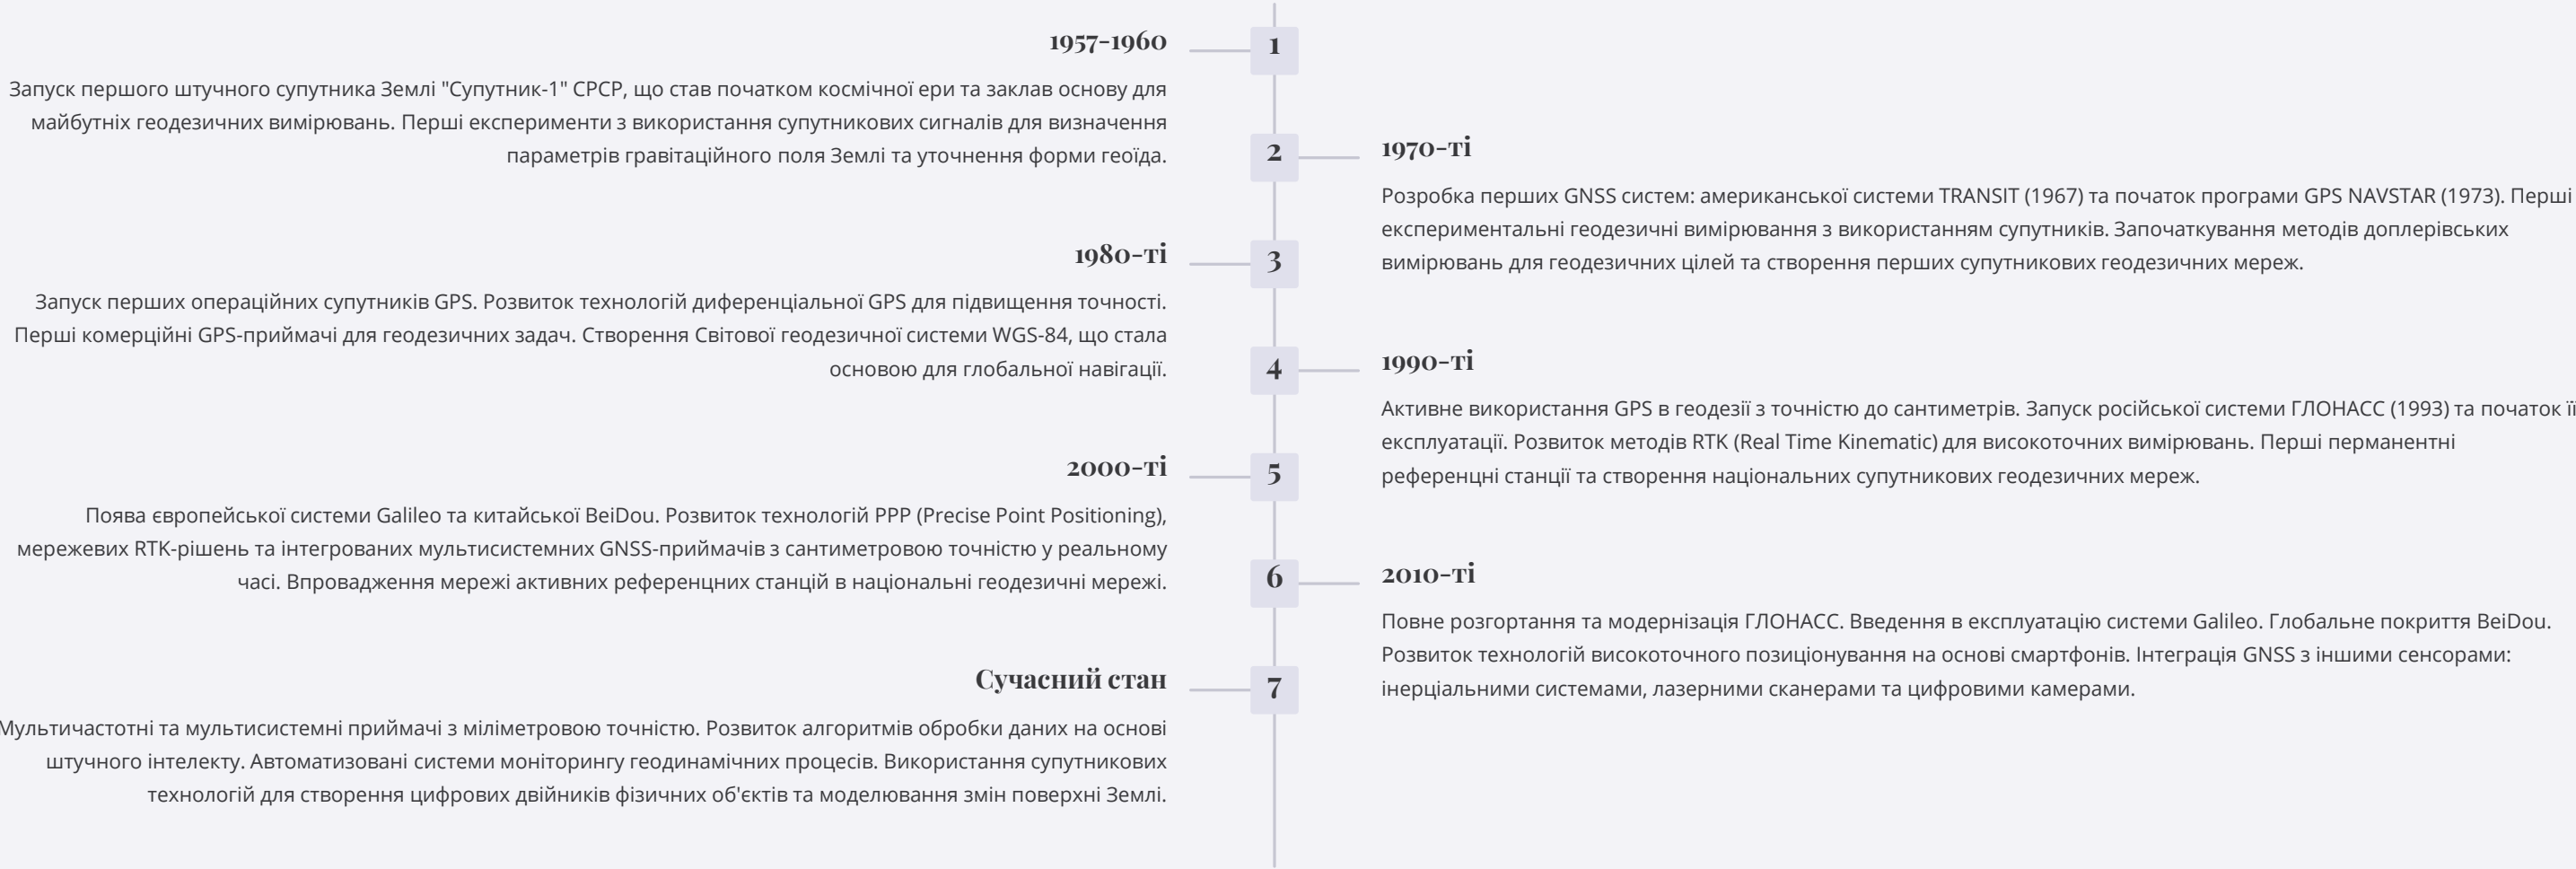 1
1957-1960
Запуск першого штучного супутника Землі "Супутник-1" СРСР, що став початком космічної ери та заклав основу для
майбутніх геодезичних вимірювань. Перші експерименти з використання супутникових сигналів для визначення
параметрів гравітаційного поля Землі та уточнення форми геоїда.
2
1970-ті
Розробка перших GNSS систем: американської системи TRANSIT (1967) та початок програми GPS NAVSTAR (1973). Перші
експериментальні геодезичні вимірювання з використанням супутників. Започаткування методів доплерівських
вимірювань для геодезичних цілей та створення перших супутникових геодезичних мереж.
3
1980-ті
Запуск перших операційних супутників GPS. Розвиток технологій диференціальної GPS для підвищення точності.
Перші комерційні GPS-приймачі для геодезичних задач. Створення Світової геодезичної системи WGS-84, що стала
основою для глобальної навігації.
4
1990-ті
Активне використання GPS в геодезії з точністю до сантиметрів. Запуск російської системи ГЛОНАСС (1993) та початок її
експлуатації. Розвиток методів RTK (Real Time Kinematic) для високоточних вимірювань. Перші перманентні
референцні станції та створення національних супутникових геодезичних мереж.
5
2000-ті
Поява європейської системи Galileo та китайської BeiDou. Розвиток технологій PPP (Precise Point Positioning),
мережевих RTK-рішень та інтегрованих мультисистемних GNSS-приймачів з сантиметровою точністю у реальному
часі. Впровадження мережі активних референцних станцій в національні геодезичні мережі.
6
2010-ті
Повне розгортання та модернізація ГЛОНАСС. Введення в експлуатацію системи Galileo. Глобальне покриття BeiDou.
Розвиток технологій високоточного позиціонування на основі смартфонів. Інтеграція GNSS з іншими сенсорами:
інерціальними системами, лазерними сканерами та цифровими камерами.
7
Сучасний стан
Мультичастотні та мультисистемні приймачі з міліметровою точністю. Розвиток алгоритмів обробки даних на основі
штучного інтелекту. Автоматизовані системи моніторингу геодинамічних процесів. Використання супутникових
технологій для створення цифрових двійників фізичних об'єктів та моделювання змін поверхні Землі.